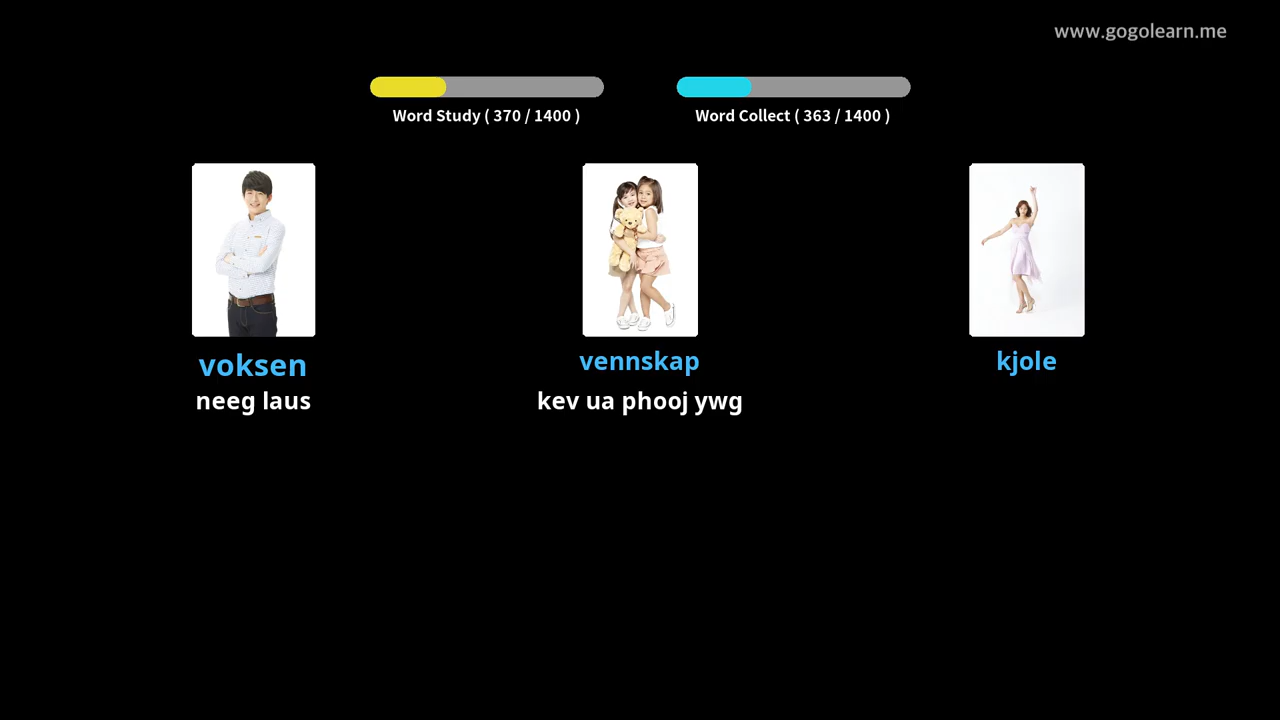 www.gogolearn.me
Word Study ( 370 / 1400 )
Word Collect ( 363 / 1400 )
voksen
neeg laus
vennskap
kev ua phooj ywg
kjole